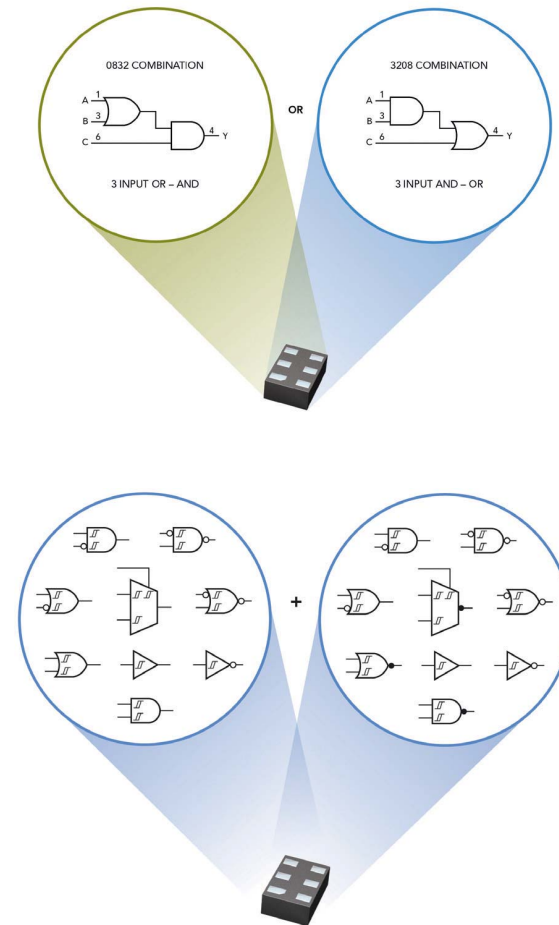 0832 COMBINATION
A 1
B 3
C 6
4 Y
3 INPUT OR – AND
OR
3208 COMBINATION
A 1
B 3
C 6
4 Y
3 INPUT AND – OR
+